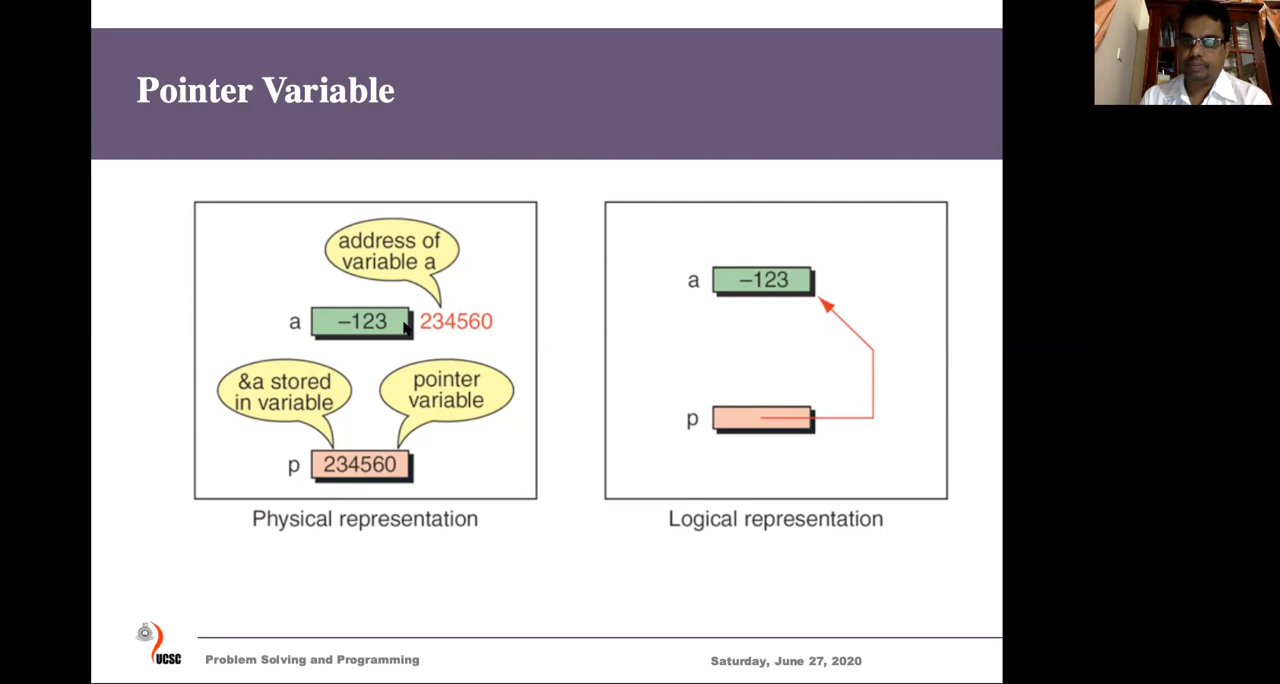 Pointer Variable
address of
variable a
a
–123
234560
&a stored
in variable
pointer
variable
p
234560
Physical representation
a
–123
p
Logical representation
UCSC
Problem Solving and Programming
Saturday, June 27, 2020